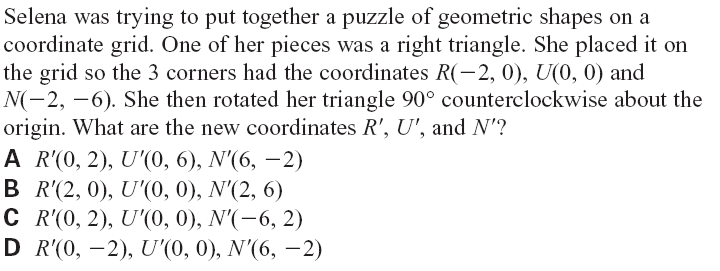 Selena was trying to put together a puzzle of geometric shapes on a
coordinate grid. One of her pieces was a right triangle. She placed it on
the grid so the 3 corners had the coordinates R(−2, 0), U(0, 0) and
N(−2, −6). She then rotated her triangle 90° counterclockwise about the
origin. What are the new coordinates R′, U′, and N′?
A R′(0, 2), U′(0, 6), N′(6, −2)
B R′(2, 0), U′(0, 0), N′(2, 6)
C R′(0, 2), U′(0, 0), N′(−6, 2)
D R′(0, −2), U′(0, 0), N′(6, −2)